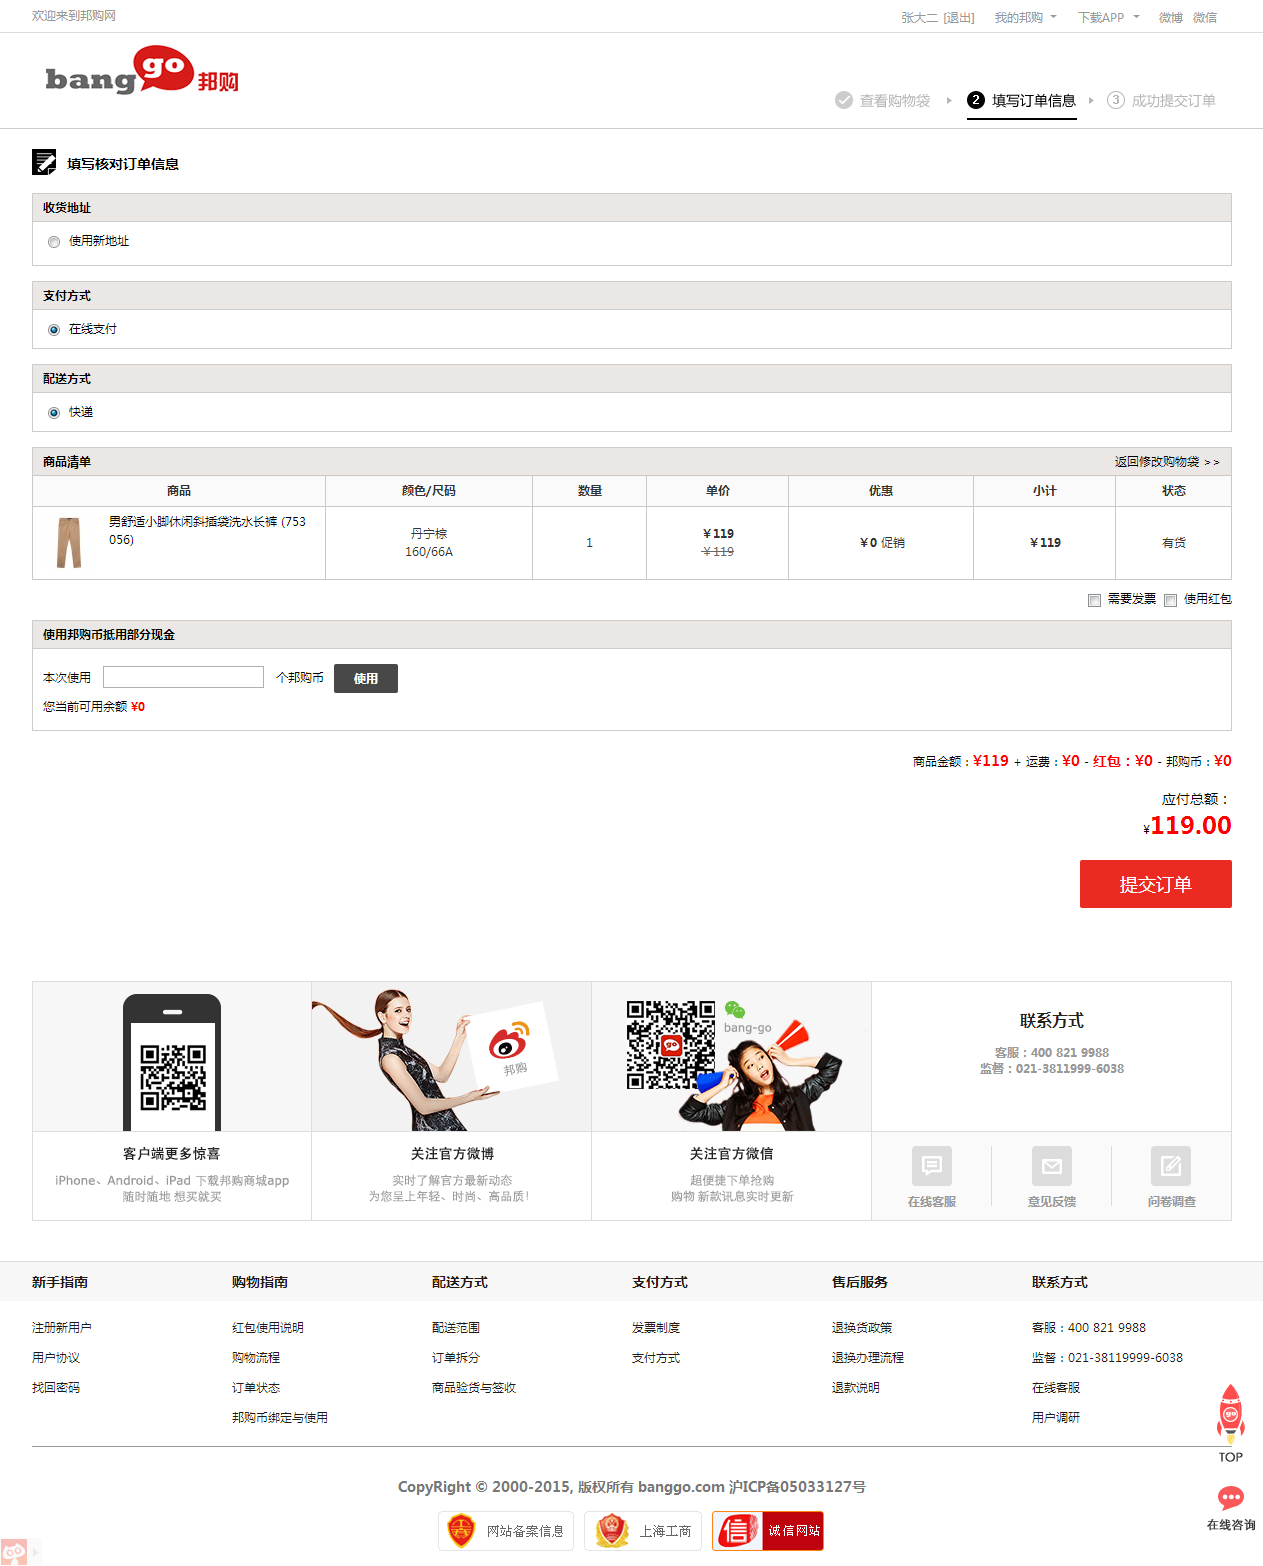 欢迎来到邦购网
张大二 [退出] 我的邦购 下载APP 微博 微信
banggo邦购
查看购物袋 2 填写订单信息 3 成功提交订单
填写核对订单信息
收货地址
使用新地址
支付方式
在线支付
配送方式
快递
商品清单 返回修改购物袋 >>
商品 颜色/尺码 数量 单价 优惠 小计 状态
男舒适小脚休闲斜插袋洗水长裤 (753
056)
丹宁棕
160/66A
1
￥119
￥119
￥0 促销
￥119
有货
需要发票 使用红包
使用邦购币抵用部分现金
本次使用 个邦购币 使用
您当前可用余额 ¥0
商品金额：¥119 + 运费：¥0 - 红包：¥0 - 邦购币：¥0
应付总额：
¥119.00
提交订单
邦购
go
bang-go
联系方式
客服：400 821 9988
监督：021-3811999-6038
客户端更多惊喜
iPhone、Android、iPad 下载邦购商城app
随时随地 想买就买
关注官方微博
实时了解官方最新动态
为您呈上年轻、时尚、高品质！
关注官方微信
超便捷下单抢购
购物 新款讯息实时更新
在线客服 意见反馈 问卷调查
新手指南 购物指南 配送方式 支付方式 售后服务 联系方式
注册新用户 红包使用说明 配送范围 发票制度 退换货政策 客服：400 821 9988
用户协议 购物流程 订单拆分 支付方式 退换办理流程 监督：021-38119999-6038
找回密码 订单状态 商品验货与签收 退款说明 在线客服
邦购币绑定与使用 用户调研
go
TOP
在线咨询
CopyRight © 2000-2015, 版权所有 banggo.com 沪ICP备05033127号
网站备案信息 上海工商 信 诚信网站